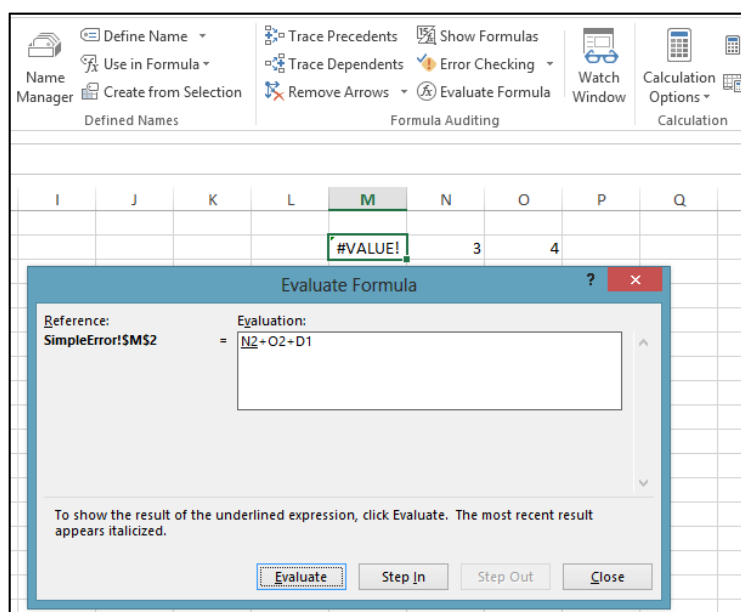 Define Name
Trace Precedents
Show Formulas
Use in Formula
Trace Dependents
Error Checking
Name Manager
Create from Selection
Remove Arrows
Evaluate Formula
Watch Window
Calculation Options
Defined Names
Formula Auditing
Calculation
I J K L M N O P Q
#VALUE! 3 4
Evaluate Formula ? ×
Reference:
Evaluation:
SimpleError!$M$2 = N2+O2+D1
To show the result of the underlined expression, click Evaluate. The most recent result
appears italicized.
Evaluate
Step In
Step Out
Close